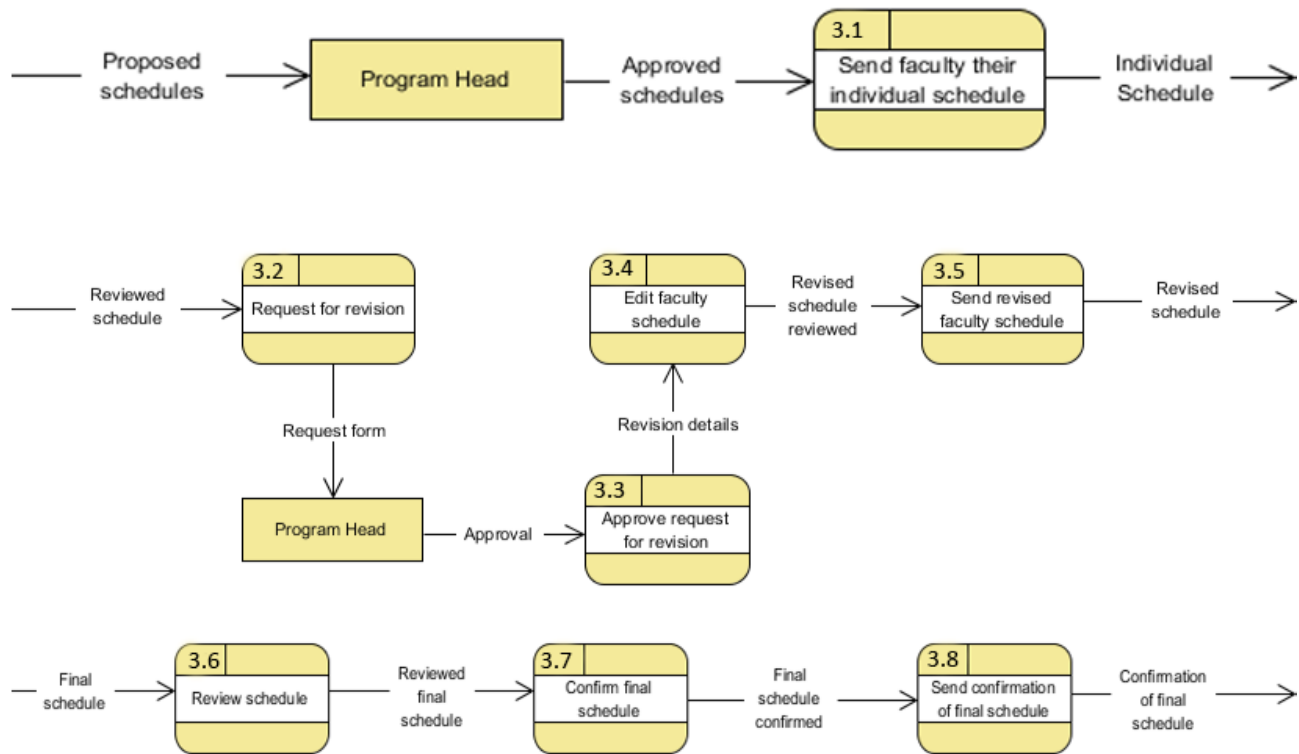 Proposed
schedules
Program Head
Approved
schedules
3.1
Send faculty their
individual schedule
Individual
Schedule
Reviewed
schedule
3.2
Request for revision
Request form
Program Head
Approval
3.3
Approve request
for revision
Revision details
3.4
Edit faculty
schedule
Revised
schedule
reviewed
3.5
Send revised
faculty schedule
Revised
schedule
Final
schedule
3.6
Review schedule
Reviewed
final
schedule
3.7
Confirm final
schedule
Final
schedule
confirmed
3.8
Send confirmation
of final schedule
Confirmation
of final
schedule